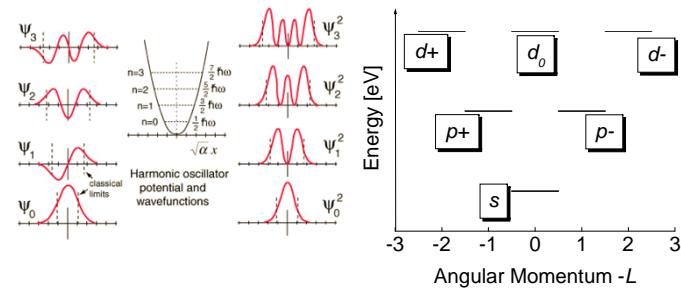 ψ₃
ψ₂
ψ₁
ψ₀
classical
limits
n=3
n=2
n=1
n=0
7/2 ħω
5/2 ħω
3/2 ħω
1/2 ħω
√α x
Harmonic oscillator
potential and
wavefunctions
ψ₃²
ψ₂²
ψ₁²
ψ₀²
Energy [eV]
d+ d₀ d-
p+ p-
s
-3 -2 -1 0 1 2 3
Angular Momentum -L